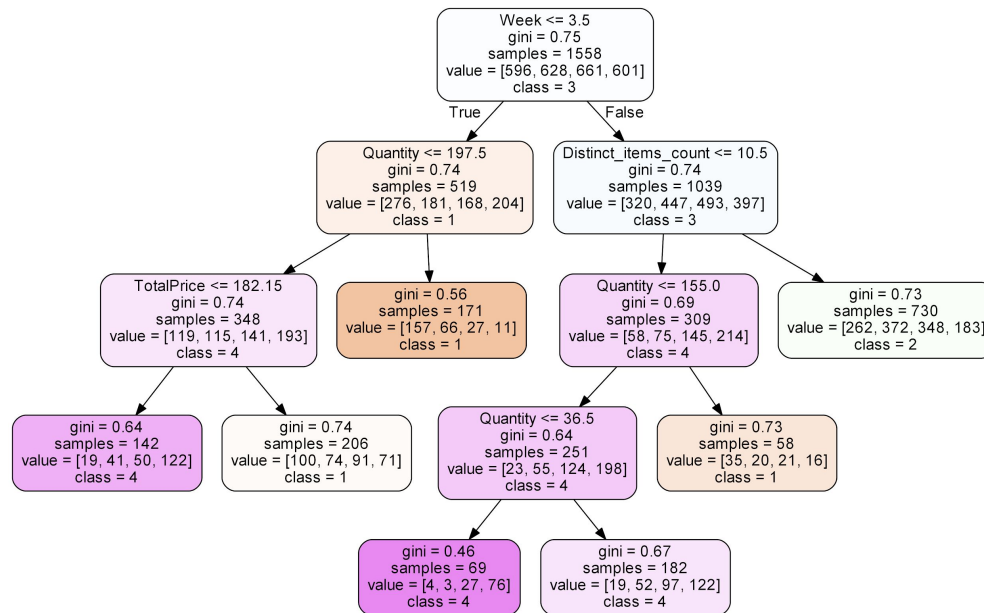 Week <= 3.5
gini = 0.75
samples = 1558
value = [596, 628, 661, 601]
class = 3
True
False
Quantity <= 197.5
gini = 0.74
samples = 519
value = [276, 181, 168, 204]
class = 1
Distinct_items_count <= 10.5
gini = 0.74
samples = 1039
value = [320, 447, 493, 397]
class = 3
TotalPrice <= 182.15
gini = 0.74
samples = 348
value = [119, 115, 141, 193]
class = 4
gini = 0.56
samples = 171
value = [157, 66, 27, 11]
class = 1
Quantity <= 155.0
gini = 0.69
samples = 309
value = [58, 75, 145, 214]
class = 4
gini = 0.73
samples = 730
value = [262, 372, 348, 183]
class = 2
gini = 0.64
samples = 142
value = [19, 41, 50, 122]
class = 4
gini = 0.74
samples = 206
value = [100, 74, 91, 71]
class = 1
Quantity <= 36.5
gini = 0.64
samples = 251
value = [23, 55, 124, 198]
class = 4
gini = 0.73
samples = 58
value = [35, 20, 21, 16]
class = 1
gini = 0.46
samples = 69
value = [4, 3, 27, 76]
class = 4
gini = 0.67
samples = 182
value = [19, 52, 97, 122]
class = 4